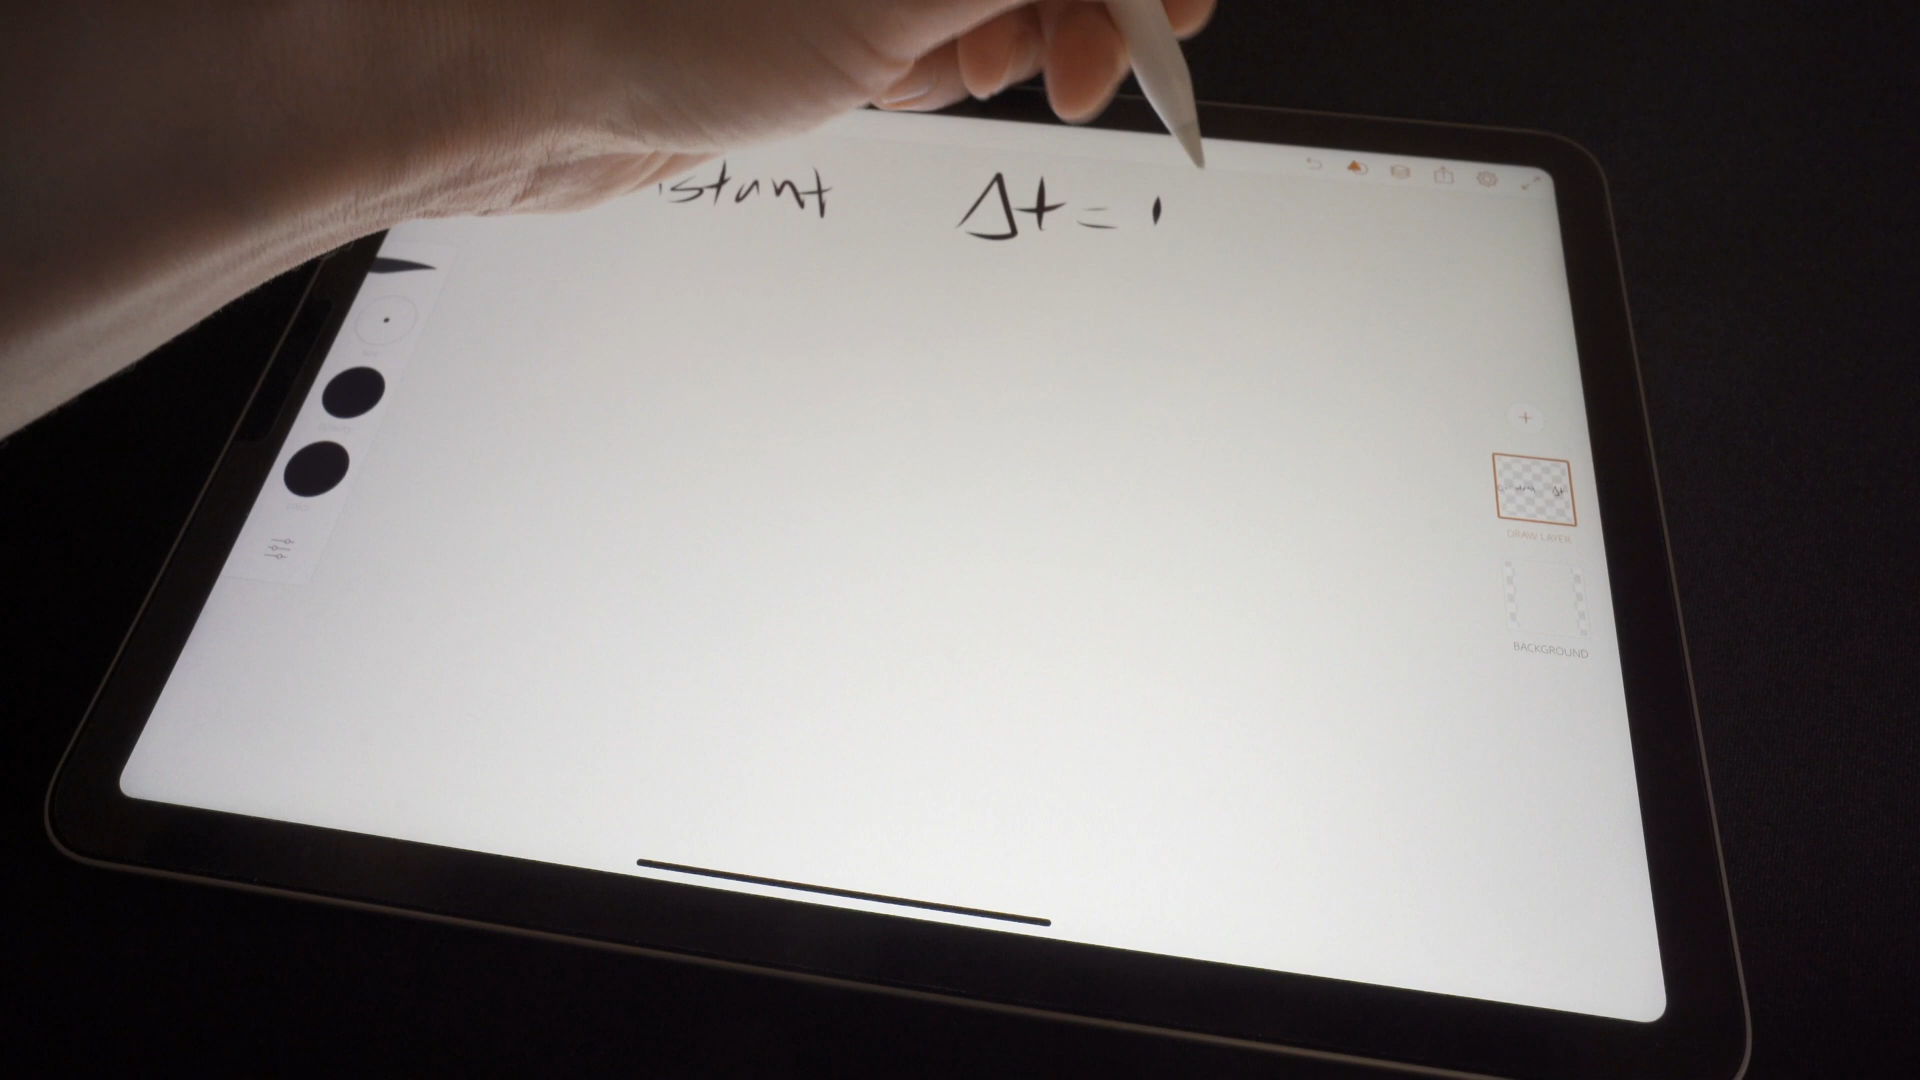 istant Δt = 1
DRAW LAYER
BACKGROUND